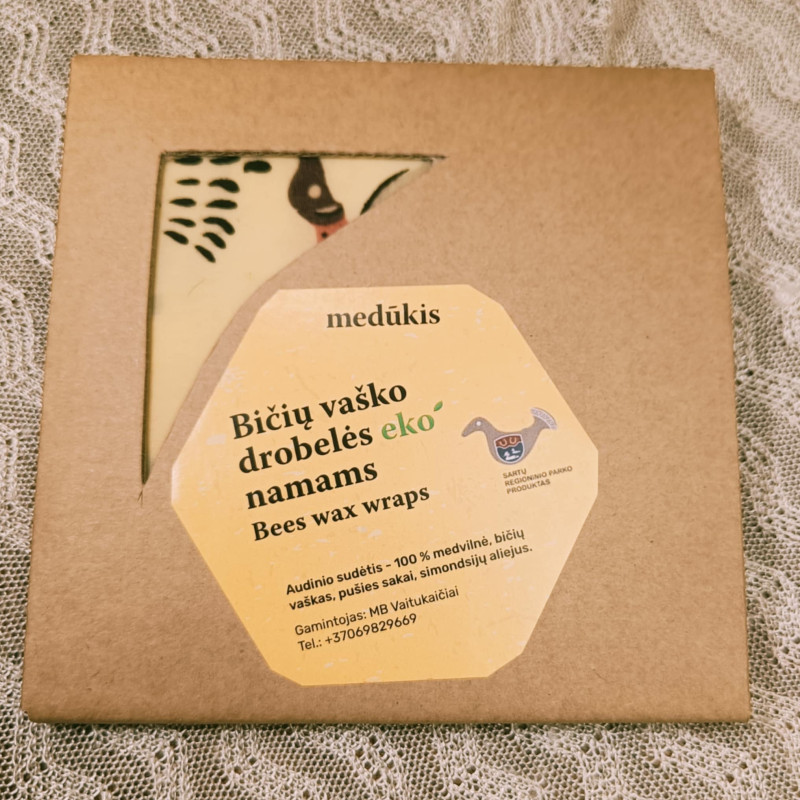 medūkis
Bičių vaško
drobelės eko
namams
Bees wax wraps
SARTŲ
REGIONINIO PARKO
PRODUKTAS
Audinio sudėtis - 100 % medvilnė, bičių
vaškas, pušies sakai, simondsijų aliejus.
Gamintojas: MB Vaitukaičiai
Tel.: +37069829669